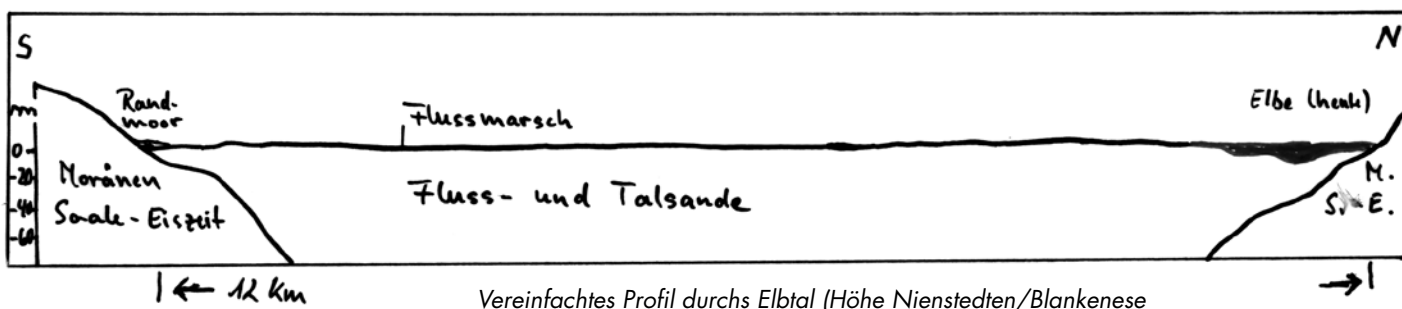 S
N
Rand-
moor
Flussmarsch
Elbe (heute)
m
0
-20
-40
-60
Moränen
Saale-Eiszeit
Fluss- und Talsande
M.
S.-E.
12 Km
Vereinfachtes Profil durchs Elbtal (Höhe Nienstedten/Blankenese